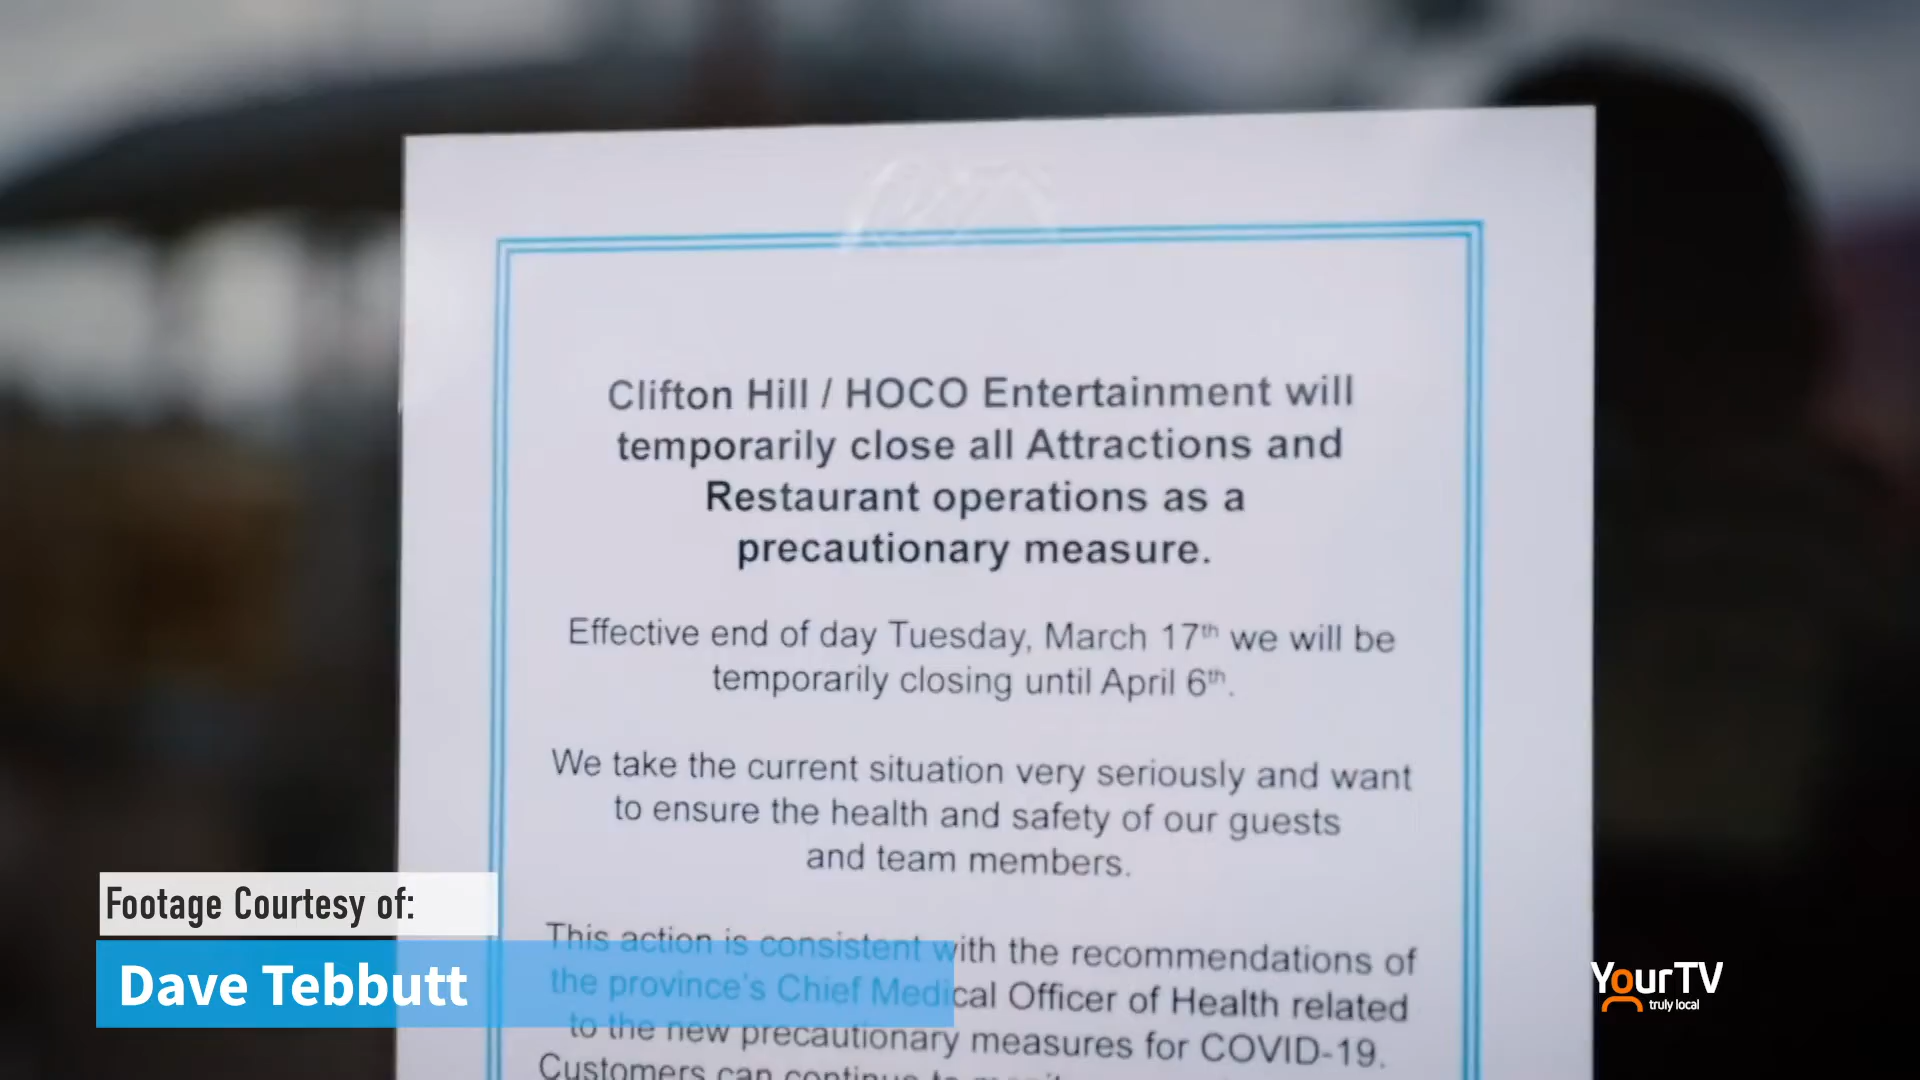 Clifton Hill / HOCO Entertainment will
temporarily close all Attractions and
Restaurant operations as a
precautionary measure.
Effective end of day Tuesday, March 17th we will be
temporarily closing until April 6th.
We take the current situation very seriously and want
to ensure the health and safety of our guests
and team members.
This action is consistent with the recommendations of
the province's Chief Medical Officer of Health related
to the new precautionary measures for COVID-19.
Customers can continue to
Footage Courtesy of:
Dave Tebbutt
YourTV
truly local